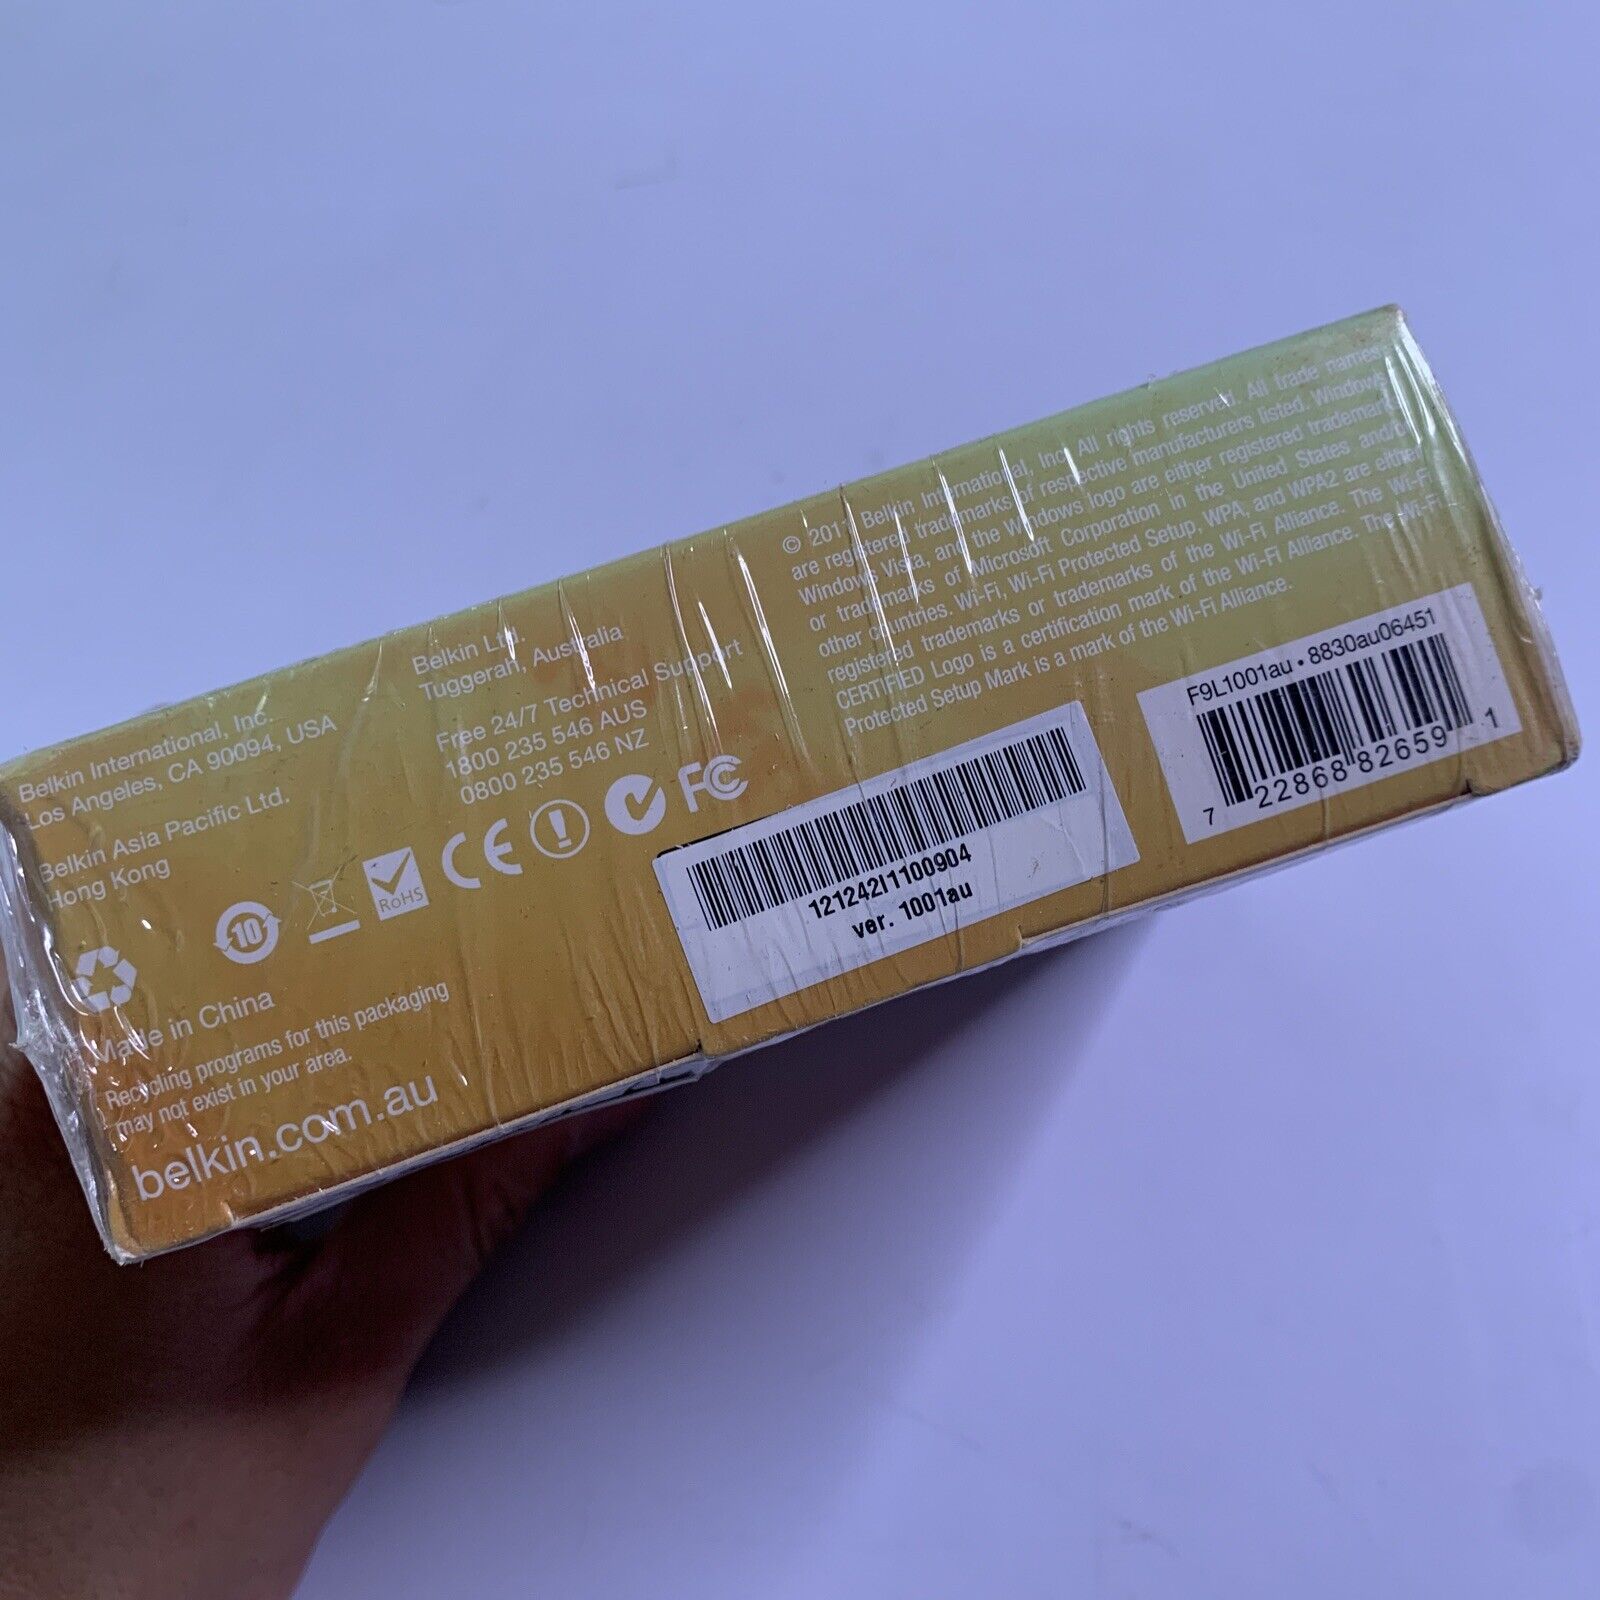 Belkin International, Inc.
Los Angeles, CA 90094, USA
Belkin Asia Pacific Ltd.
Hong Kong
Belkin Ltd.
Tuggerah, Australia
Free 24/7 Technical Support
1800 235 546 AUS
0800 235 546 NZ
10
RoHS
CE
FC
Made in China
Recycling programs for this packaging
may not exist in your area.
belkin.com.au
© Belkin International, Inc. All rights reserved. All trade names
are registered trademarks of respective manufacturers listed. Windows,
Windows Vista, and the Windows logo are either registered trademarks
or trademarks of Microsoft Corporation in the United States and/or
other countries. Wi-Fi, Wi-Fi Protected Setup, WPA, and WPA2 are either
registered trademarks or trademarks of the Wi-Fi Alliance. The Wi-Fi
CERTIFIED Logo is a certification mark of the Wi-Fi Alliance. The Wi-Fi
Protected Setup Mark is a mark of the Wi-Fi Alliance.
121242I1100904
ver. 1001au
F9L1001au • 8830au06451
7 22868 82659 1